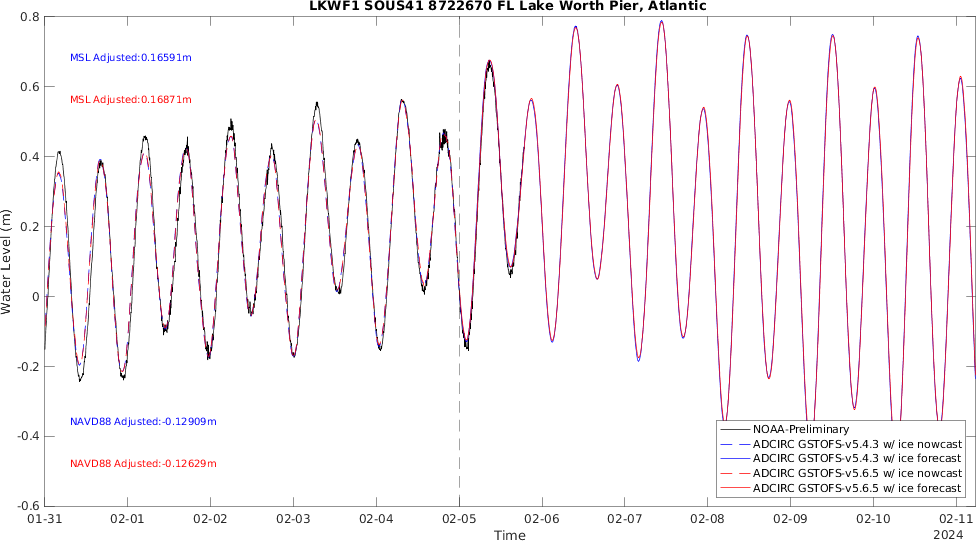 LKWF1 SOUS41 8722670 FL Lake Worth Pier, Atlantic
0.8
0.6
0.4
0.2
0
-0.2
-0.4
-0.6
Water Level (m)
MSL Adjusted:0.16591m
MSL Adjusted:0.16871m
NAVD88 Adjusted:-0.12909m
NAVD88 Adjusted:-0.12629m
NOAA-Preliminary
ADCIRC GSTOFS-v5.4.3 w/ ice nowcast
ADCIRC GSTOFS-v5.4.3 w/ ice forecast
ADCIRC GSTOFS-v5.6.5 w/ ice nowcast
ADCIRC GSTOFS-v5.6.5 w/ ice forecast
01-31 02-01 02-02 02-03 02-04 02-05 02-06 02-07 02-08 02-09 02-10 02-11
Time
2024